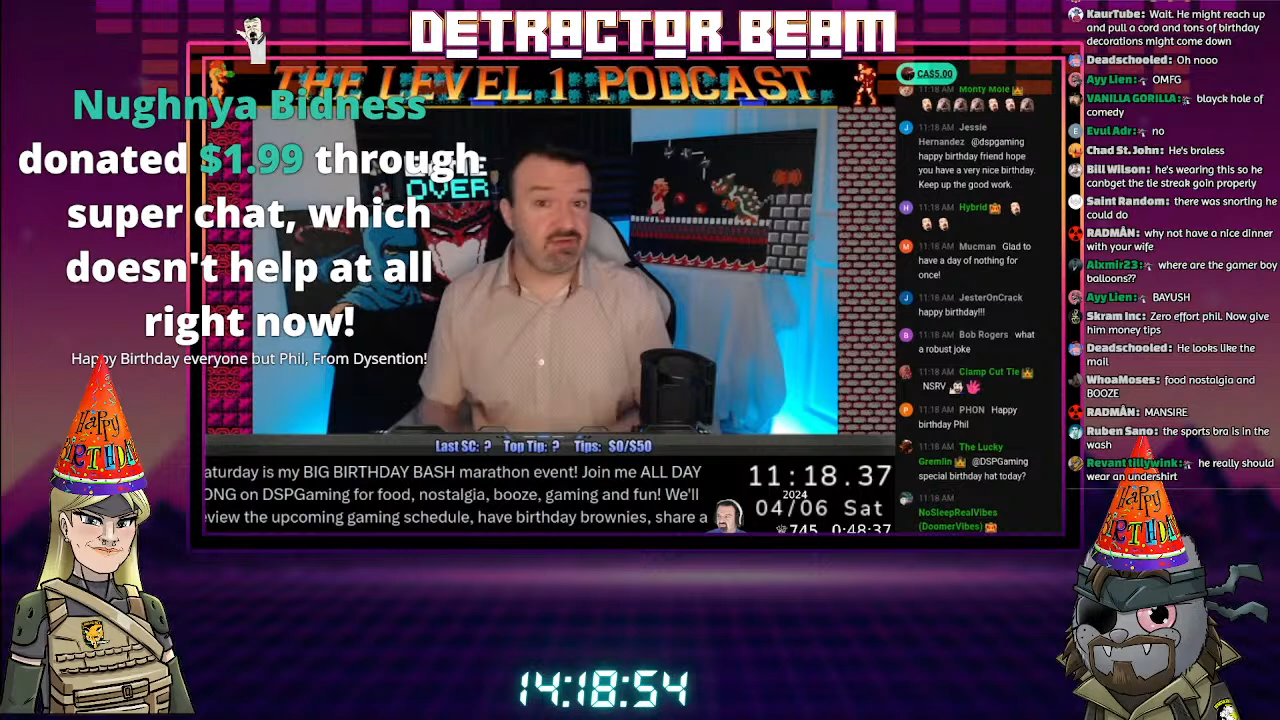 DETRACTOR BEAM
THE LEVEL 1 PODCAST
Nughnya Bidness
donated $1.99 through
super chat, which
doesn't help at all
right now!
Happy Birthday everyone but Phil, From Dysention!
OVER
CA$5.00
11:18 AM Monty Mole
11:18 AM Jessie
Hernandez @dspgaming
happy birthday friend hope
you have a very nice birthday.
Keep up the good work.
11:18 AM Hybrid
11:18 AM Mucman Glad to
have a day of nothing for
once!
11:18 AM JesterOnCrack
happy birthday!!!
11:18 AM Bob Rogers what
a robust joke
11:18 AM Clamp Cut Tie
NSRV
11:18 AM PHON Happy
birthday Phil
11:18 AM The Lucky
Gremlin @DSPGaming
special birthday hat today?
11:18 AM
NoSleepRealVibes
(DoomerVibes)
Last SC: ? Top Tip: ? Tips: $0/$50
aturday is my BIG BIRTHDAY BASH marathon event! Join me ALL DAY
ONG on DSPGaming for food, nostalgia, booze, gaming and fun! We'll
eview the upcoming gaming schedule, have birthday brownies, share a
11:18.37
2024
04/06 Sat
745 0:48:37
KaurTube: Wait. He might reach up
and pull a cord and tons of birthday
decorations might come down
Deadschooled: Oh nooo
Ayy Lien: OMFG
VANILLA GORILLA: blayck hole of
comedy
Evul Adr: no
Chad St. John: He's braless
Bill Wilson: he's wearing this so he
canbget the tie streak goin properly
Saint Random: there was snorting he
could do
RADMÂN: why not have a nice dinner
with your wife
Alxmir23: where are the gamer boy
balloons??
Ayy Lien: BAYUSH
Skram Inc: Zero effort phil. Now give
him money tips
Deadschooled: He looks like the
moil
WhoaMoses: food nostalgia and
BOOZE
RADMÂN: MANSIRE
Ruben Sano: the sports bra is in the
wash
Revant tillywink: he really should
wear an undershirt
HAPPY
BIRTHDAY
HAPPY
BIRTHDAY
14:18:54